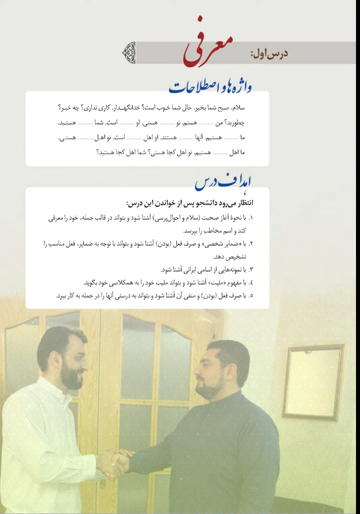 درس اول:
معرفی
واژه‌ها و اصطلاحات
سلام. صبح شما بخیر. حال شما خوب است؟ خدانگهدار. کاری نداری؟ چه خبر؟
چطورید؟ من ........ هستم. تو ........ هستی. او ........ است. شما ........ هستید.
ما ........ هستیم. آنها ........ هستند. او اهل ........ است. تو اهل ........ هستی.
ما اهل ........ هستیم. تو اهل کجا هستی؟ شما اهل کجا هستید؟
اهداف درس
انتظار می‌رود دانشجو پس از خواندن این درس:
۱. با نحوهٔ آغاز صحبت (سلام و احوال‌پرسی) آشنا شود و بتواند در قالب جمله، خود را معرفی
کند و اسم مخاطب را بپرسد.
۲. با «ضمایر شخصی» و صرف فعل (بودن) آشنا شود و بتواند با توجه به ضمایر، فعل مناسب را
تشخیص دهد.
۳. با نمونه‌هایی از اسامی ایرانی آشنا شود.
۴. با مفهوم «ملیت» آشنا شود و بتواند ملیت خود را به همکلاسی خود بگوید.
۵. با صرف فعل (بودن) و منفی آن آشنا شود و بتواند به درستی آنها را در جمله به کار ببرد.